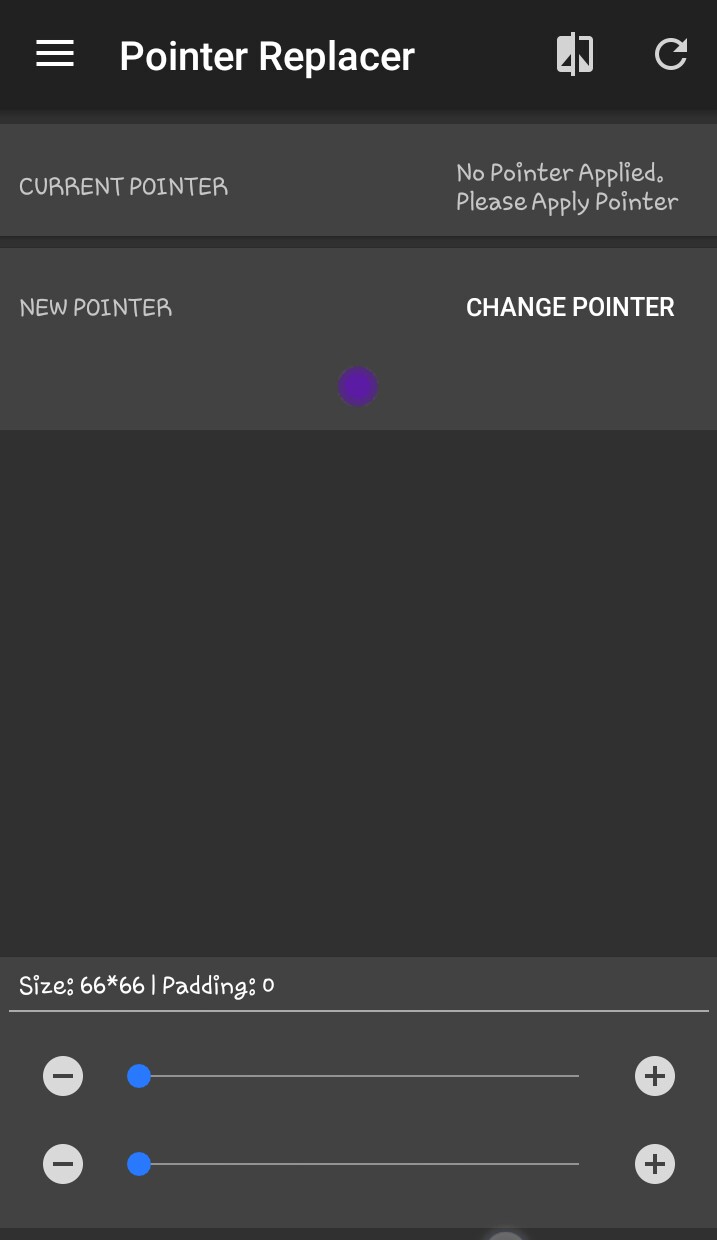 Pointer Replacer
CURRENT POINTER
No Pointer Applied.
Please Apply Pointer
NEW POINTER
CHANGE POINTER
Size: 66*66 | Padding: 0